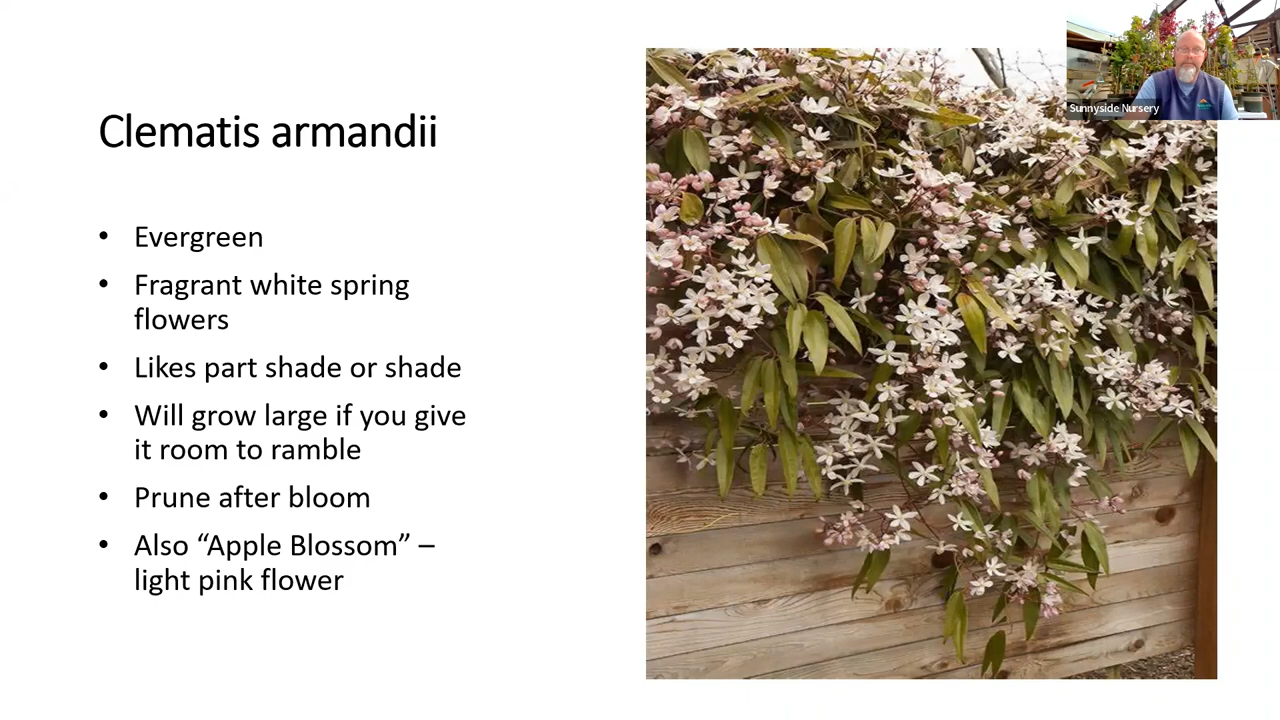 Clematis armandii
• Evergreen
• Fragrant white spring
flowers
• Likes part shade or shade
• Will grow large if you give
it room to ramble
• Prune after bloom
• Also “Apple Blossom” –
light pink flower
Sunnyside Nursery